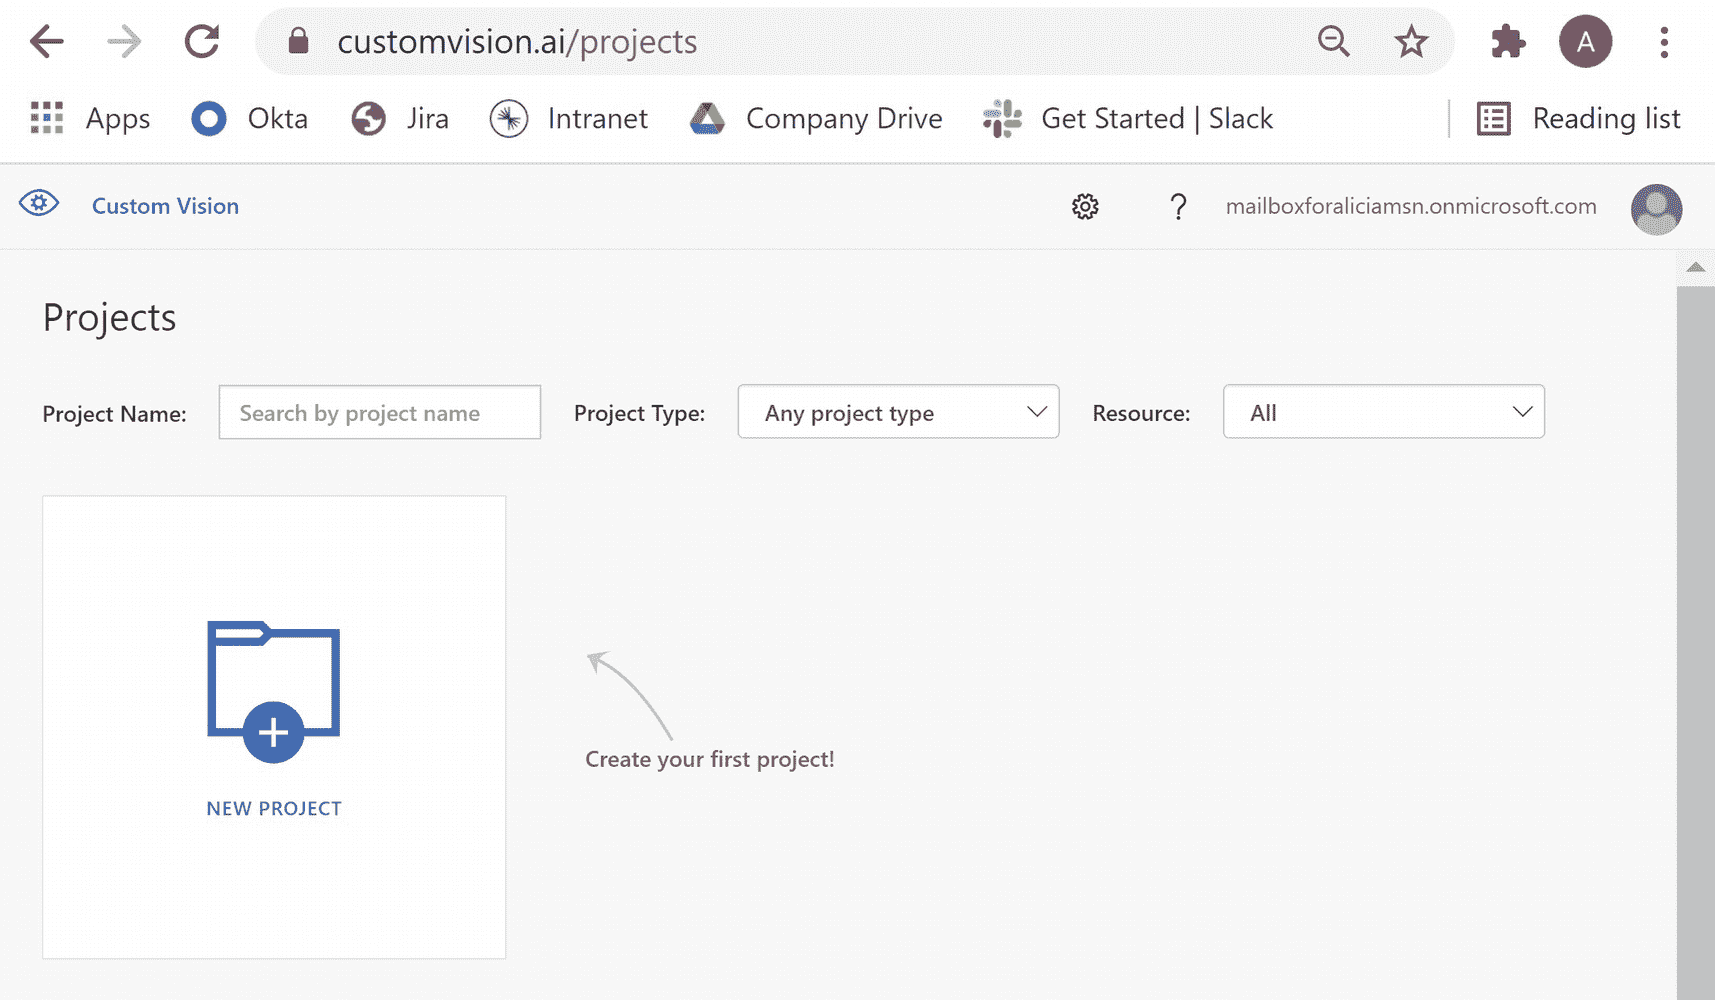 customvision.ai/projects
A
Apps Okta Jira Intranet Company Drive Get Started | Slack Reading list
Custom Vision ? mailboxforaliciamsn.onmicrosoft.com
Projects
Project Name: Search by project name Project Type: Any project type Resource: All
Create your first project!
NEW PROJECT